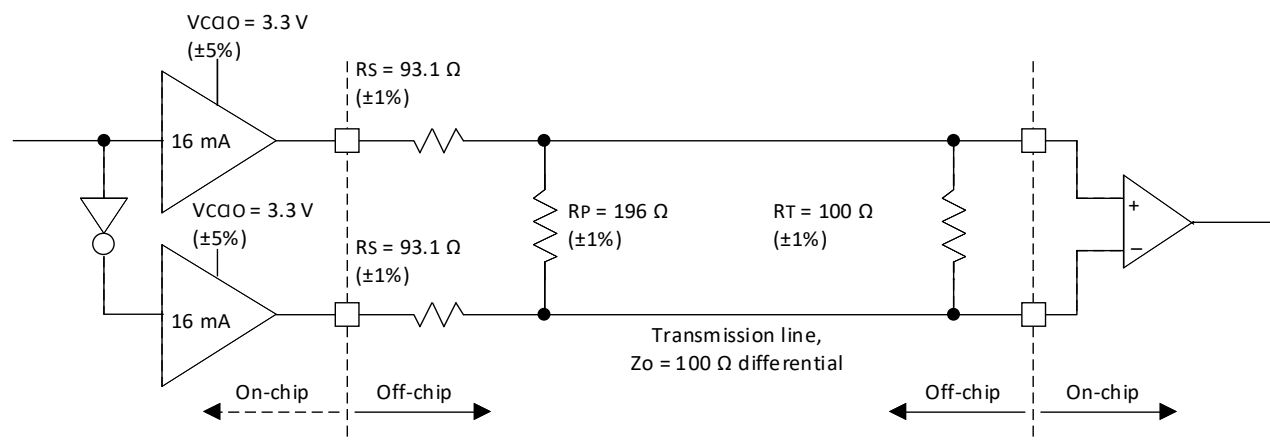 VCCIO = 3.3 V
(±5%)
RS = 93.1 Ω
(±1%)
16 mA
VCCIO = 3.3 V
(±5%)
RS = 93.1 Ω
(±1%)
RP = 196 Ω
(±1%)
RT = 100 Ω
(±1%)
+
–
16 mA
Transmission line,
Zo = 100 Ω differential
On-chip
Off-chip
Off-chip
On-chip